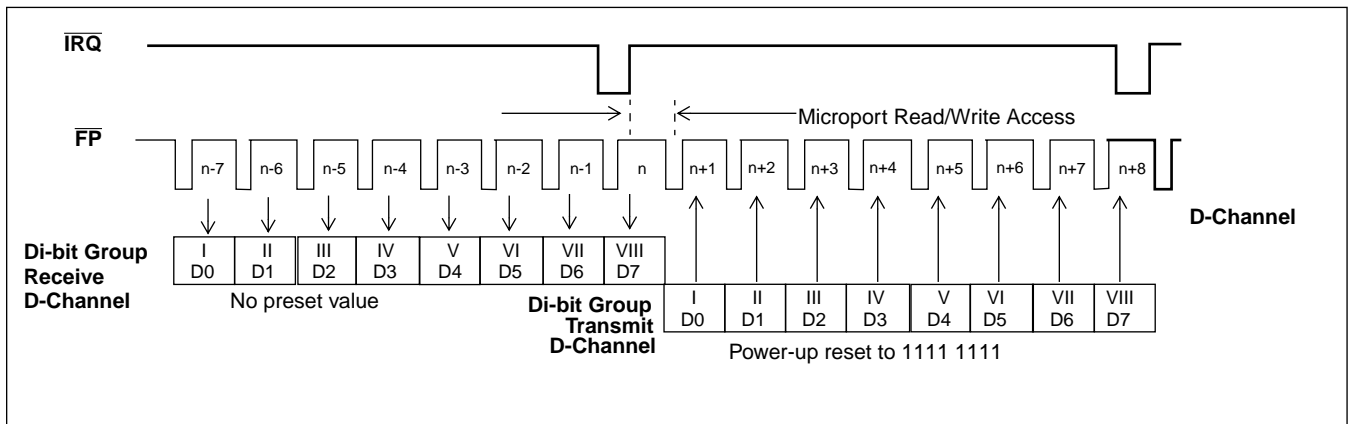 IRQ
Microport Read/Write Access
FP
n-7 n-6 n-5 n-4 n-3 n-2 n-1 n n+1 n+2 n+3 n+4 n+5 n+6 n+7 n+8
D-Channel
Di-bit Group
Receive
D-Channel
I II III IV V VI VII VIII
D0 D1 D2 D3 D4 D5 D6 D7
No preset value
Di-bit Group
Transmit
D-Channel
I II III IV V VI VII VIII
D0 D1 D2 D3 D4 D5 D6 D7
Power-up reset to 1111 1111